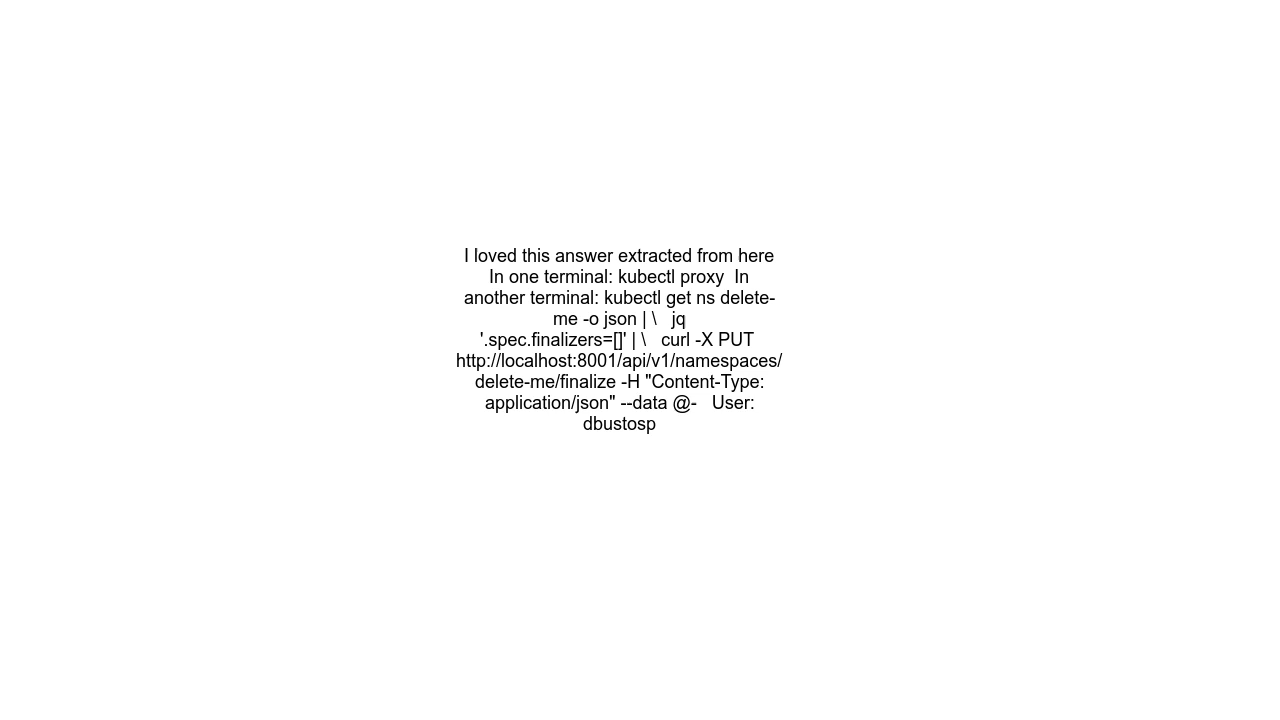 I loved this answer extracted from here
In one terminal: kubectl proxy  In
another terminal: kubectl get ns delete-
me -o json | \   jq
'.spec.finalizers=[]' | \   curl -X PUT
http://localhost:8001/api/v1/namespaces/
delete-me/finalize -H "Content-Type:
application/json" --data @-   User:
dbustosp